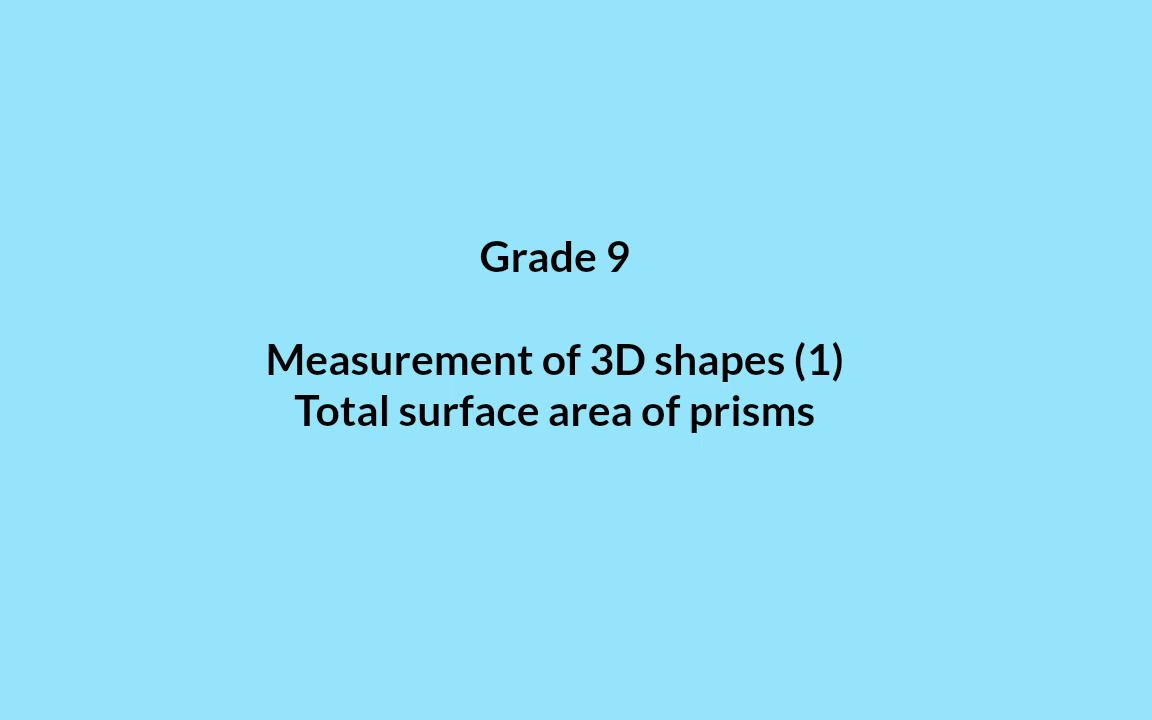 Grade 9
Measurement of 3D shapes (1)
Total surface area of prisms